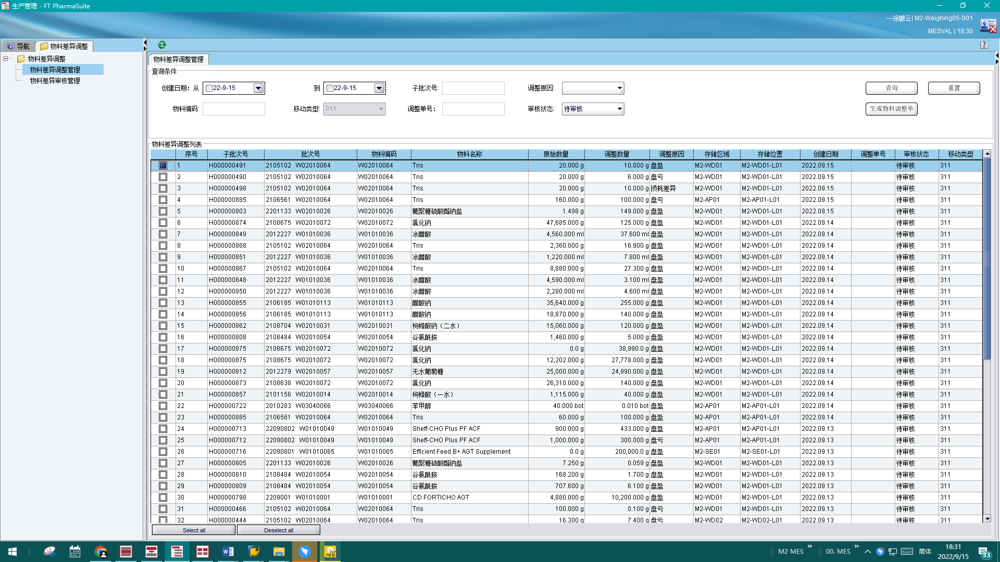 生产管理 - FT PharmaSuite
---徐鹏云| M2-Weighing05-S01
MESVAL | 18:30
导航 物料差异调整
物料差异调整
物料差异调整管理
物料差异审核管理
物料差异调整管理
查询条件
创建日期：从 22-9-15 到 22-9-15 子批次号: 调整原因: 查询 重置
物料编码: 移动类型: 311 调整单号： 审核状态: 待审核 生成物料调整单
物料差异调整列表
序号 子批次号 批次号 物料编码 物料名称 原始数量 调整数量 调整原因 存储区域 存储位置 创建日期 调整单号 审核状态 移动类型
1 H000000491 2105102 W02010064 W02010064 Tris 20.000 g 10.000 g 盘盈 M2-WD01 M2-WD01-L01 2022.09.15 待审核 311
2 H000000490 2105102 W02010064 W02010064 Tris 20.000 g 6.000 g 盘亏 M2-WD01 M2-WD01-L01 2022.09.15 待审核 311
3 H000000498 2105102 W02010064 W02010064 Tris 20.000 g 10.000 g 损耗差异 M2-WD01 M2-WD01-L01 2022.09.15 待审核 311
4 H000000885 2106561 W02010064 W02010064 Tris 160.000 g 100.000 g 盘亏 M2-AP01 M2-AP01-L01 2022.09.15 待审核 311
5 H000000803 2201133 W02010026 W02010026 葡聚糖硫酸酯钠盐 1.498 g 149.000 g 盘盈 M2-WD01 M2-WD01-L01 2022.09.15 待审核 311
6 H000000874 2108675 W02010072 W02010072 氯化钠 47,685.000 g 125.000 g 盘盈 M2-WD01 M2-WD01-L01 2022.09.14 待审核 311
7 H000000849 2012227 W01010036 W01010036 冰醋酸 4,560.000 ml 37.600 ml 盘盈 M2-WD01 M2-WD01-L01 2022.09.14 待审核 311
8 H000000868 2105102 W02010064 W02010064 Tris 2,360.000 g 16.900 g 盘盈 M2-WD01 M2-WD01-L01 2022.09.14 待审核 311
9 H000000851 2012227 W01010036 W01010036 冰醋酸 1,220.000 ml 7.800 ml 盘盈 M2-WD01 M2-WD01-L01 2022.09.14 待审核 311
10 H000000867 2105102 W02010064 W02010064 Tris 8,880.000 g 27.300 g 盘盈 M2-WD01 M2-WD01-L01 2022.09.14 待审核 311
11 H000000848 2012227 W01010036 W01010036 冰醋酸 4,590.000 ml 3.100 ml 盘盈 M2-WD01 M2-WD01-L01 2022.09.14 待审核 311
12 H000000850 2012227 W01010036 W01010036 冰醋酸 2,280.000 ml 4.600 ml 盘盈 M2-WD01 M2-WD01-L01 2022.09.14 待审核 311
13 H000000855 2106185 W01010113 W01010113 醋酸钠 35,640.000 g 255.000 g 盘盈 M2-WD01 M2-WD01-L01 2022.09.14 待审核 311
14 H000000856 2106185 W01010113 W01010113 醋酸钠 18,870.000 g 140.000 g 盘盈 M2-WD01 M2-WD01-L01 2022.09.14 待审核 311
15 H000000862 2108704 W02010031 W02010031 枸橼酸钠（二水） 15,060.000 g 120.000 g 盘盈 M2-WD01 M2-WD01-L01 2022.09.14 待审核 311
16 H000000808 2108484 W02010054 W02010054 谷氨酰胺 1,460.000 g 5.000 g 盘盈 M2-WD01 M2-WD01-L01 2022.09.14 待审核 311
17 H000000875 2108675 W02010072 W02010072 氯化钠 0.0 g 38,990.0 g 盘盈 M2-WD01 M2-WD01-L01 2022.09.14 待审核 311
18 H000000875 2108675 W02010072 W02010072 氯化钠 12,202.000 g 27,778.000 g 盘盈 M2-WD01 M2-WD01-L01 2022.09.14 待审核 311
19 H000000812 2012279 W02010057 W02010057 无水葡萄糖 25,000.000 g 24,990.000 g 盘盈 M2-WD01 M2-WD01-L01 2022.09.14 待审核 311
20 H000000873 2108638 W02010072 W02010072 氯化钠 26,310.000 g 140.000 g 盘盈 M2-WD01 M2-WD01-L01 2022.09.14 待审核 311
21 H000000857 2101156 W02010014 W02010014 枸橼酸（一水） 1,115.000 g 40.000 g 盘盈 M2-WD01 M2-WD01-L01 2022.09.14 待审核 311
22 H000000722 2010283 W03040066 W03040066 苯甲醇 40.000 bot 0.010 bot 盘盈 M2-AP01 M2-AP01-L01 2022.09.14 待审核 311
23 H000000885 2106561 W02010064 W02010064 Tris 60.000 g 100.000 g 盘盈 M2-AP01 M2-AP01-L01 2022.09.14 待审核 311
24 H000000713 22090802 W01010049 W01010049 Sheff-CHO Plus PF ACF 900.000 g 433.000 g 盘盈 M2-AP01 M2-AP01-L01 2022.09.13 待审核 311
25 H000000712 22090802 W01010049 W01010049 Sheff-CHO Plus PF ACF 1,000.000 g 300.000 g 盘亏 M2-AP01 M2-AP01-L01 2022.09.13 待审核 311
26 H000000716 22090801 W01010065 W01010065 Efficient Feed B+ AGT Supplement 0.0 g 200,000.0 g 盘盈 M2-SE01 M2-SE01-L01 2022.09.13 待审核 311
27 H000000805 2201133 W02010026 W02010026 葡聚糖硫酸酯钠盐 7.250 g 0.059 g 盘盈 M2-WD01 M2-WD01-L01 2022.09.13 待审核 311
28 H000000810 2108484 W02010054 W02010054 谷氨酰胺 168.200 g 1.700 g 盘盈 M2-WD01 M2-WD01-L01 2022.09.13 待审核 311
29 H000000809 2108484 W02010054 W02010054 谷氨酰胺 707.600 g 6.100 g 盘盈 M2-WD01 M2-WD01-L01 2022.09.13 待审核 311
30 H000000798 2209001 W01010001 W01010001 CD FORTICHO AGT 4,880.000 g 10,200.000 g 盘盈 M2-WD01 M2-WD01-L01 2022.09.13 待审核 311
31 H000000466 2105102 W02010064 W02010064 Tris 100.000 g 0.100 g 盘亏 M2-WD01 M2-WD01-L01 2022.09.13 待审核 311
32 H000000444 2105102 W02010064 W02010064 Tris 16.300 g 7.400 g 盘亏 M2-WD02 M2-WD02-L01 2022.09.13 待审核 311
Select all Deselect all
M2 MES 00. MES 简体 18:31 33
2022/9/15